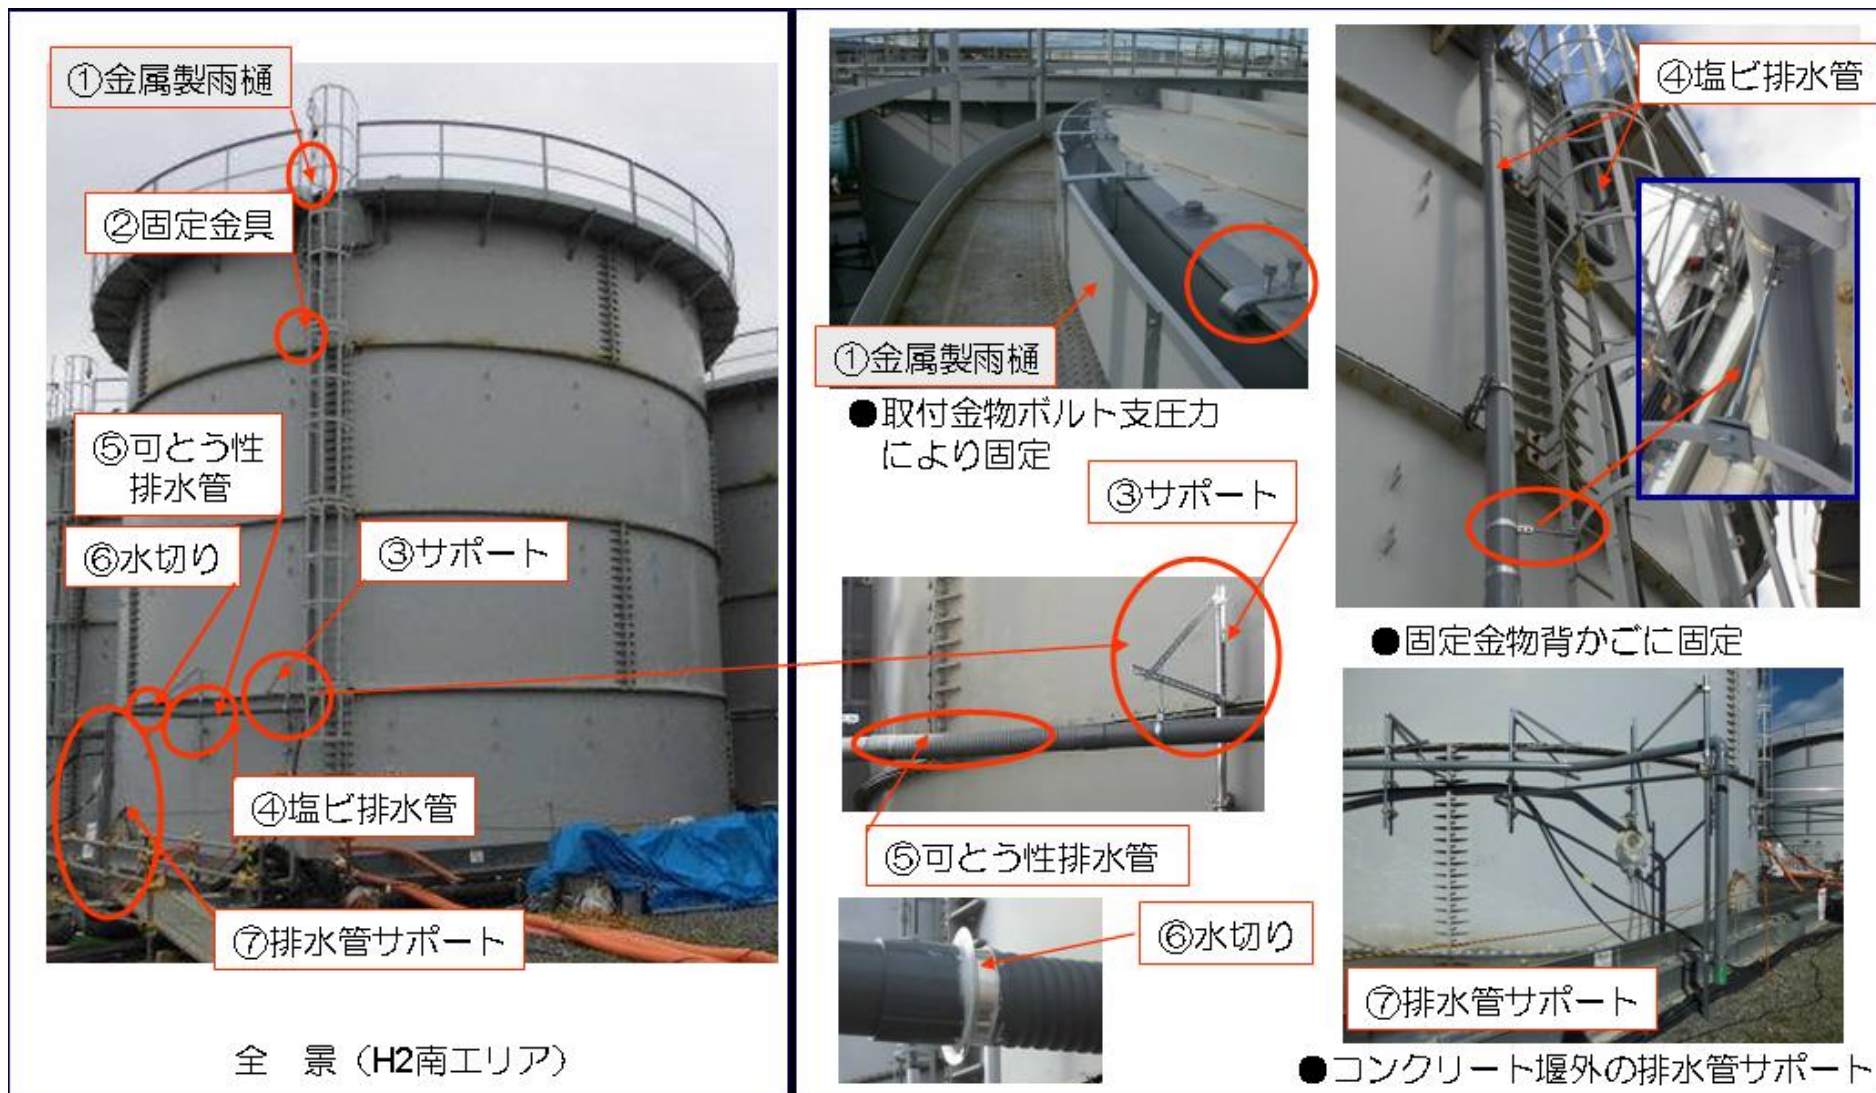 ①金属製雨樋
②固定金具
⑤可とう性
排水管
⑥水切り
③サポート
④塩ビ排水管
⑦排水管サポート
全　景（H2南エリア）
①金属製雨樋
●取付金物ボルト支圧力
により固定
③サポート
⑤可とう性排水管
⑥水切り
④塩ビ排水管
●固定金物背かごに固定
⑦排水管サポート
●コンクリート堰外の排水管サポート